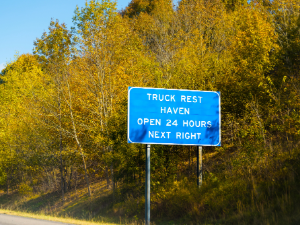 TRUCK REST
HAVEN
OPEN 24 HOURS
NEXT RIGHT